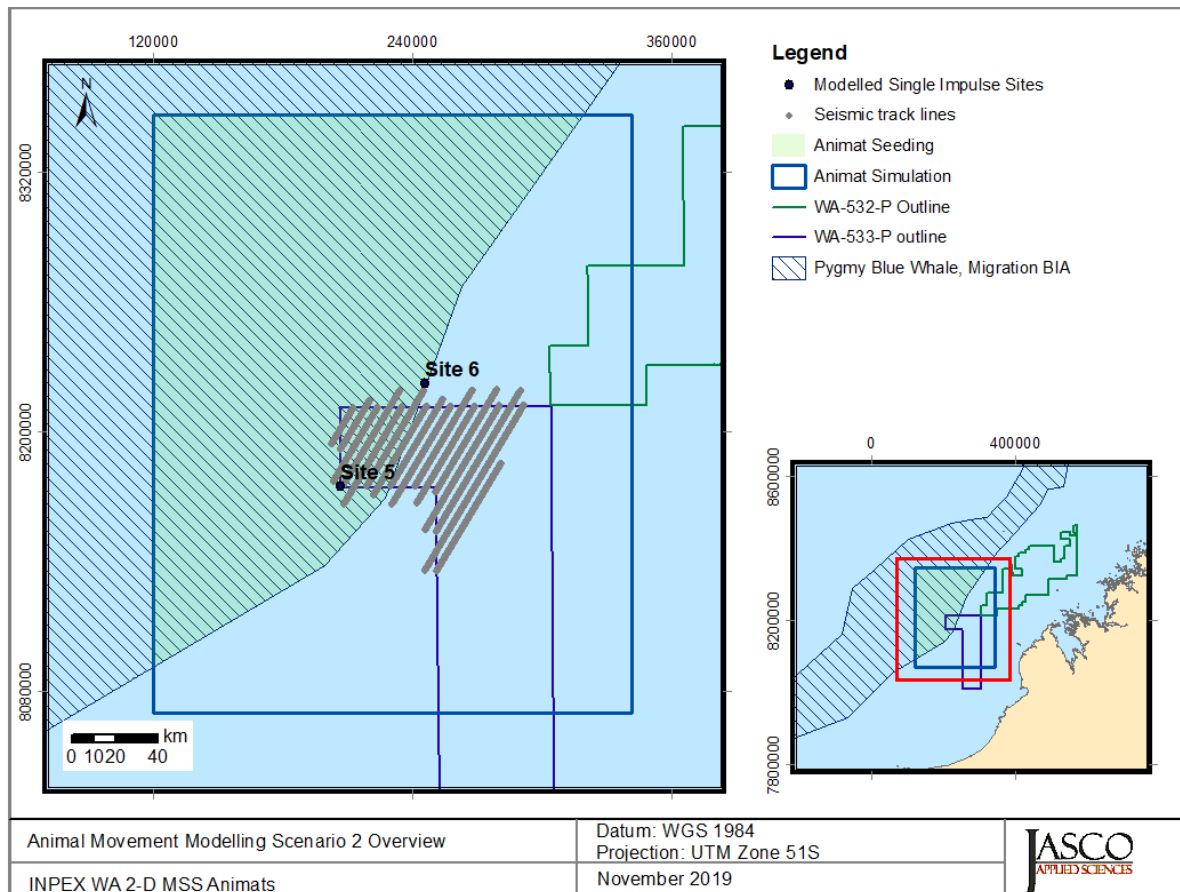 120000
240000
360000
N
8320000
8200000
8080000
Site 6
Site 5
km
0 1020 40
Legend
Modelled Single Impulse Sites
Seismic track lines
Animat Seeding
Animat Simulation
WA-532-P Outline
WA-533-P outline
Pygmy Blue Whale, Migration BIA
0
400000
8600000
8200000
7800000
Animal Movement Modelling Scenario 2 Overview
INPEX WA 2-D MSS Animats
Datum: WGS 1984
Projection: UTM Zone 51S
November 2019
JASCO
APPLIED SCIENCES